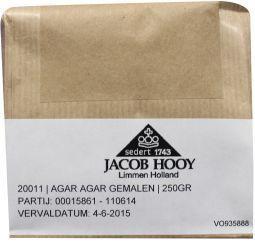 sedert 1743
JACOB HOOY
Limmen Holland
20011 | AGAR AGAR GEMALEN | 250GR
PARTIJ: 00015861 - 110614
VERVALDATUM: 4-6-2015
VO935888